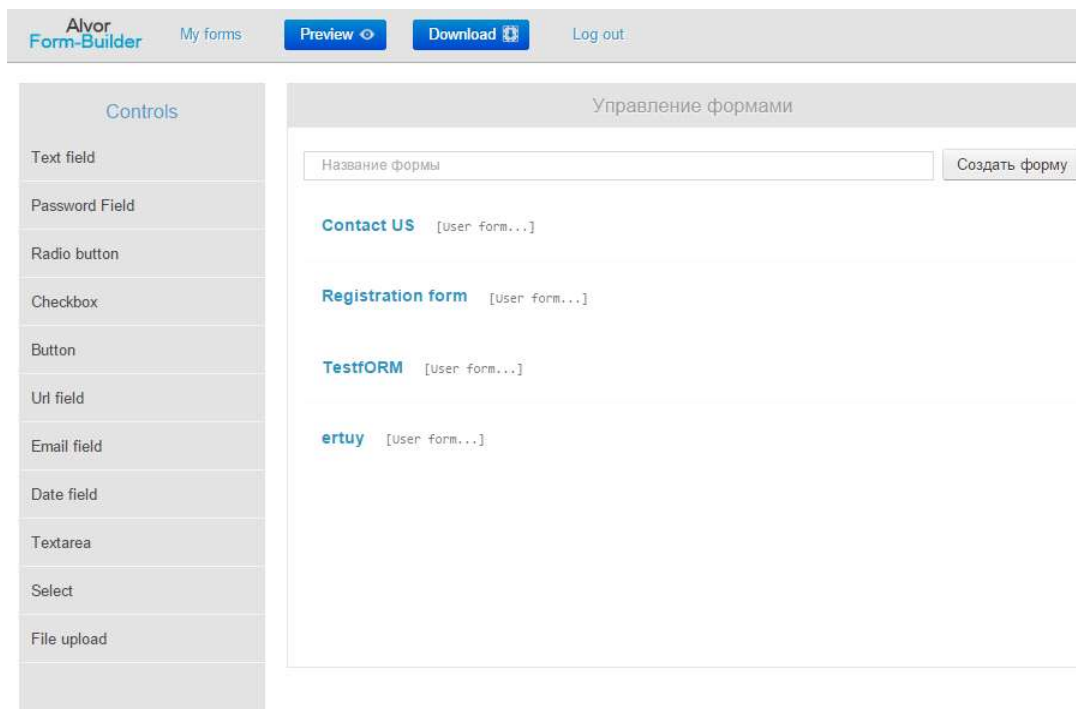 Alvor
Form-Builder
My forms
Preview
Download
Log out
Controls
Text field
Password Field
Radio button
Checkbox
Button
Url field
Email field
Date field
Textarea
Select
File upload
Управление формами
Название формы
Создать форму
Contact US [User form...]
Registration form [User form...]
TestfORM [User form...]
ertuy [User form...]